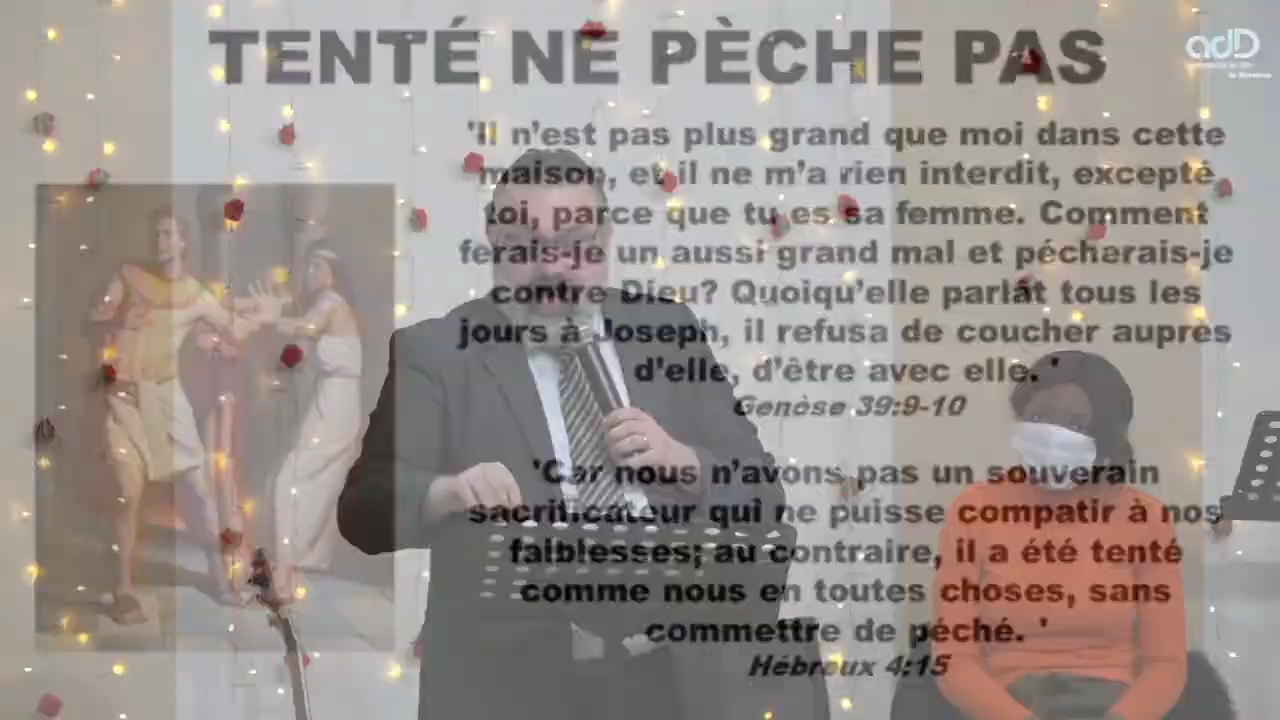 TENTÉ NE PÈCHE PAS
adD
'Il n'est pas plus grand que moi dans cette
maison, et il ne m'a rien interdit, excepté
toi, parce que tu es sa femme. Comment
ferais-je un aussi grand mal et pécherais-je
contre Dieu? Quoiqu'elle parlât tous les
jours à Joseph, il refusa de coucher auprès
d'elle, d'être avec elle. '
Genèse 39:9-10
'Car nous n'avons pas un souverain
sacrificateur qui ne puisse compatir à nos
faiblesses; au contraire, il a été tenté
comme nous en toutes choses, sans
commettre de péché. '
Hébreux 4:15